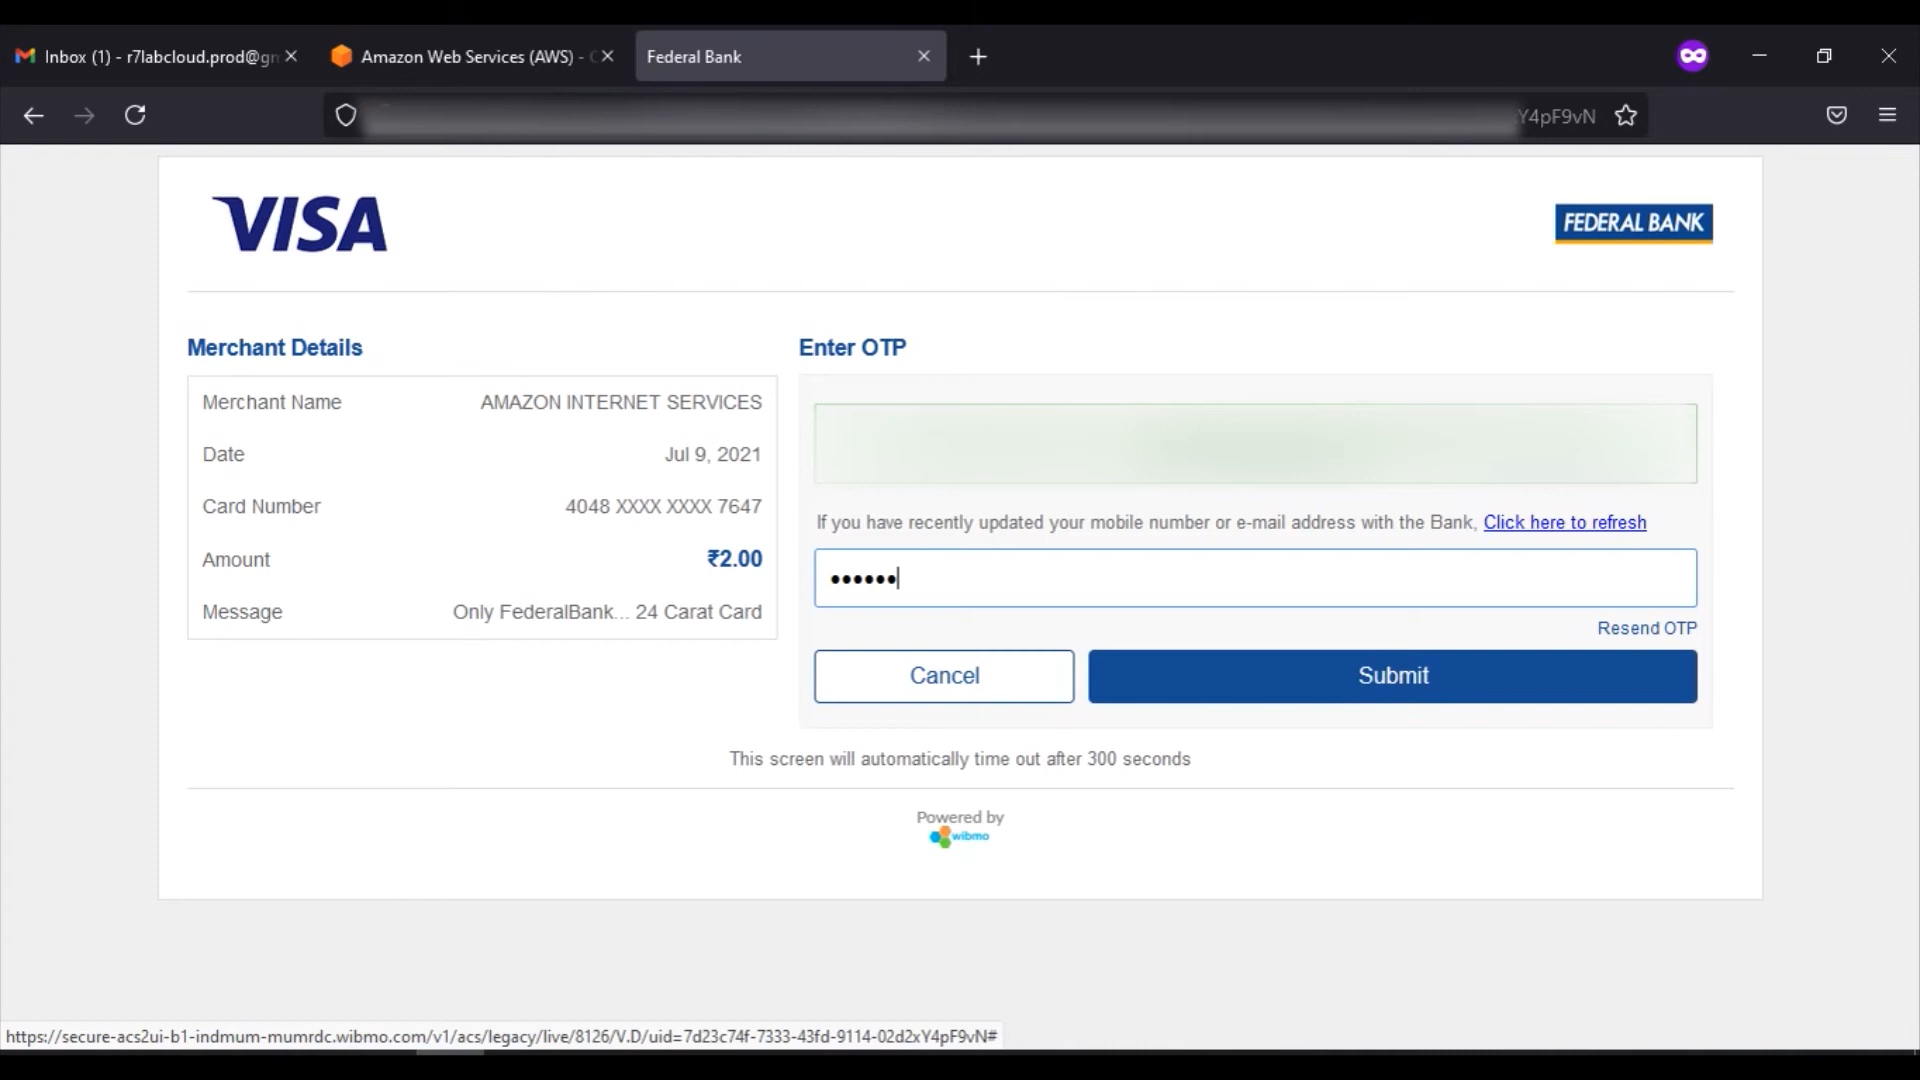 Inbox (1) - r7labcloud.prod@gm
Amazon Web Services (AWS) - C
Federal Bank
Y4pF9vN
VISA
FEDERAL BANK
Merchant Details
Merchant Name AMAZON INTERNET SERVICES
Date Jul 9, 2021
Card Number 4048 XXXX XXXX 7647
Amount ₹2.00
Message Only FederalBank... 24 Carat Card
Enter OTP
If you have recently updated your mobile number or e-mail address with the Bank, Click here to refresh
••••••
Resend OTP
Cancel
Submit
This screen will automatically time out after 300 seconds
Powered by
wibmo
https://secure-acs2ui-b1-indmum-mumrdc.wibmo.com/v1/acs/legacy/live/8126/V.D/uid=7d23c74f-7333-43fd-9114-02d2xY4pF9vN#